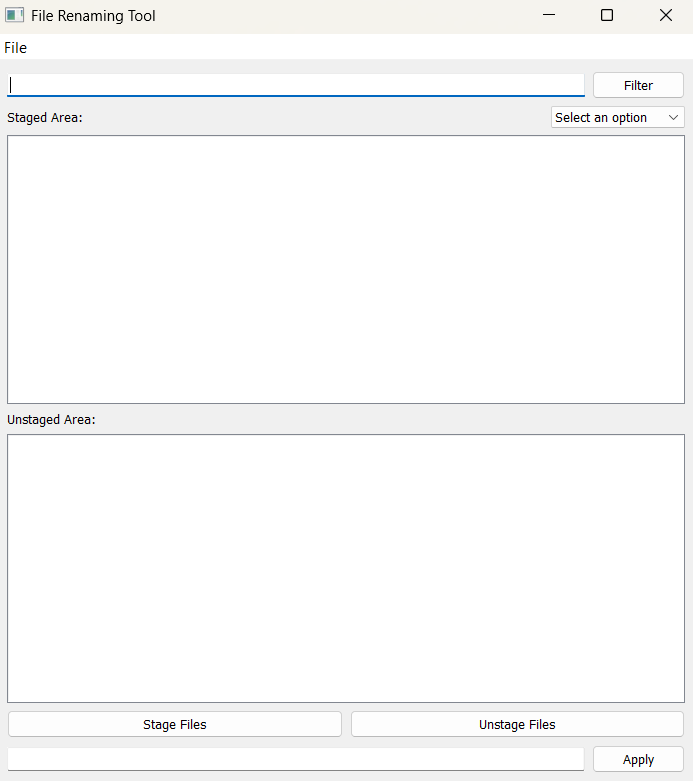 File Renaming Tool
File
Filter
Staged Area:
Select an option
Unstaged Area:
Stage Files
Unstage Files
Apply